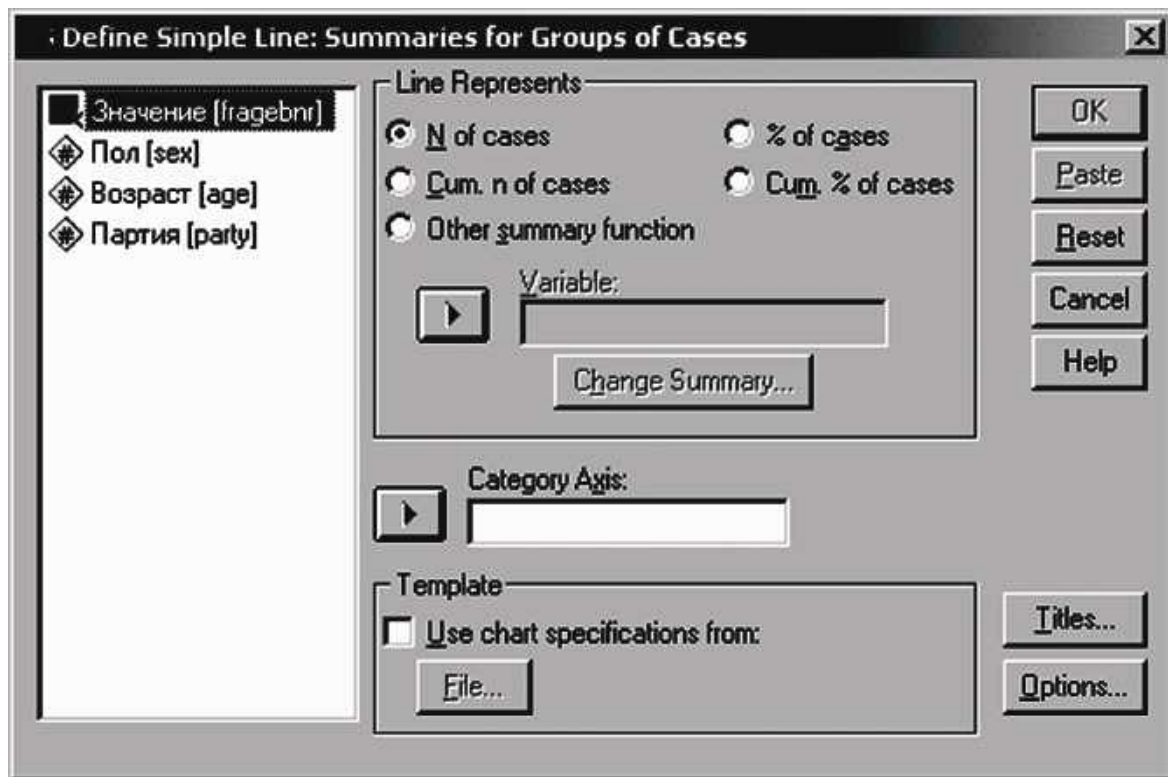 Define Simple Line: Summaries for Groups of Cases
Значение [fragebnr]
Пол [sex]
Возраст [age]
Партия [party]
Line Represents
N of cases
% of cases
Cum. n of cases
Cum. % of cases
Other summary function
Variable:
Change Summary...
Category Axis:
Template
Use chart specifications from:
File...
OK
Paste
Reset
Cancel
Help
Titles...
Options...